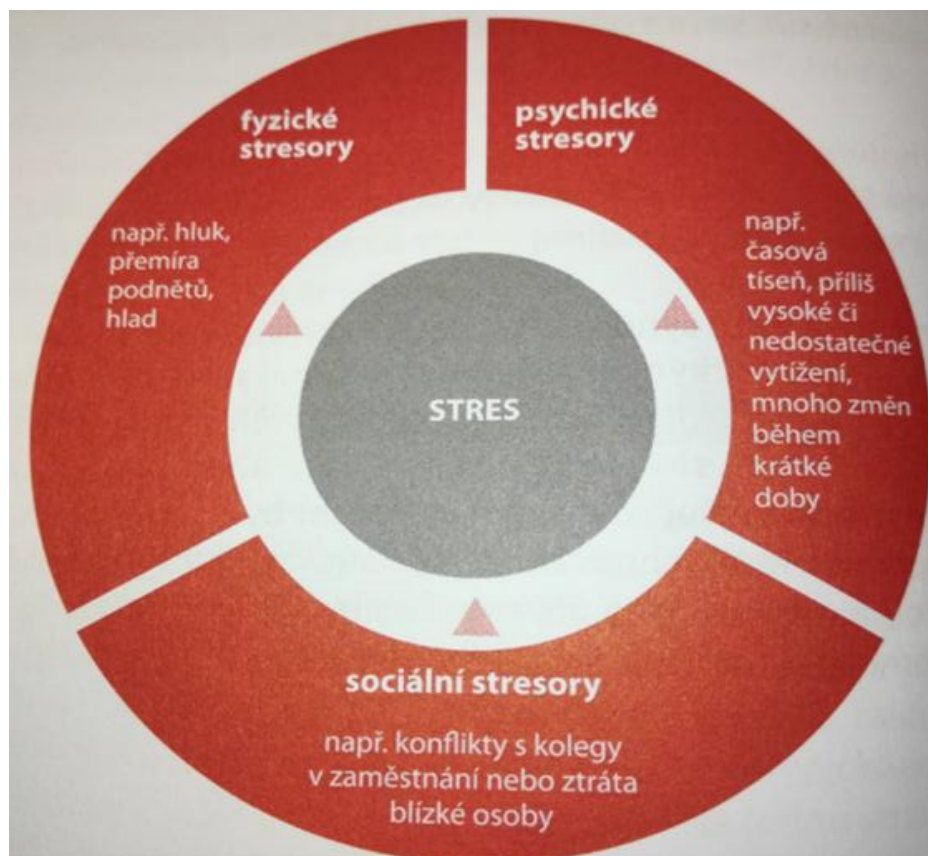 fyzické
stresory
např. hluk,
přemíra
podnětů,
hlad
psychické
stresory
např.
časová
tíseň, příliš
vysoké či
nedostatečné
vytížení,
mnoho změn
během
krátké
doby
STRES
sociální stresory
např. konflikty s kolegy
v zaměstnání nebo ztráta
blízké osoby